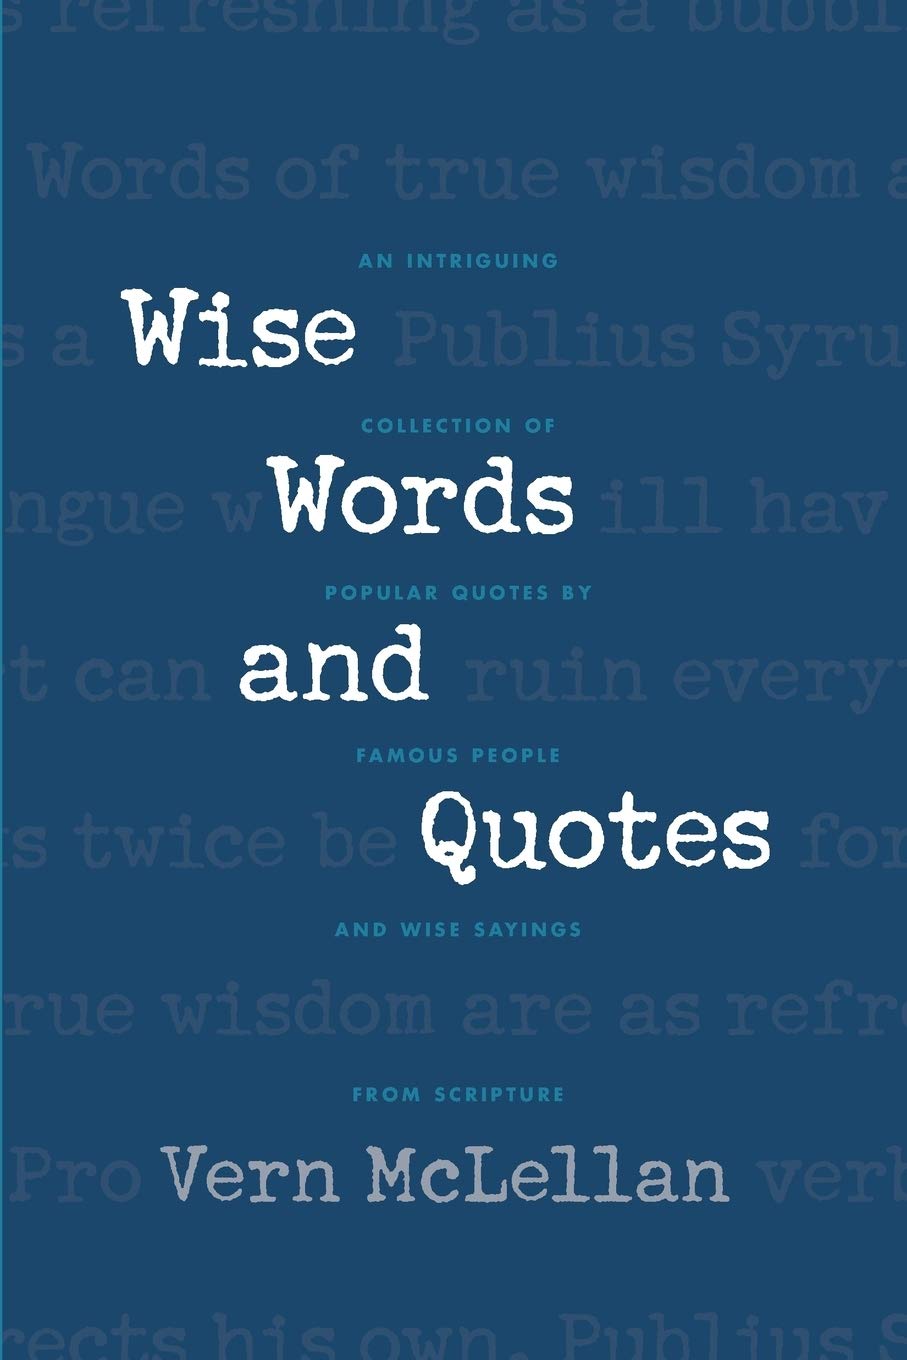 s refreshing as a bubbl
Words of true wisdom a
AN INTRIGUING
s a Wise Publius Syru
COLLECTION OF
ngue w Words ill hav
POPULAR QUOTES BY
t can and ruin every
FAMOUS PEOPLE
s twice be Quotes for
AND WISE SAYINGS
rue wisdom are as refr
FROM SCRIPTURE
Pro Vern McLellan verb
rects his own. Publius S